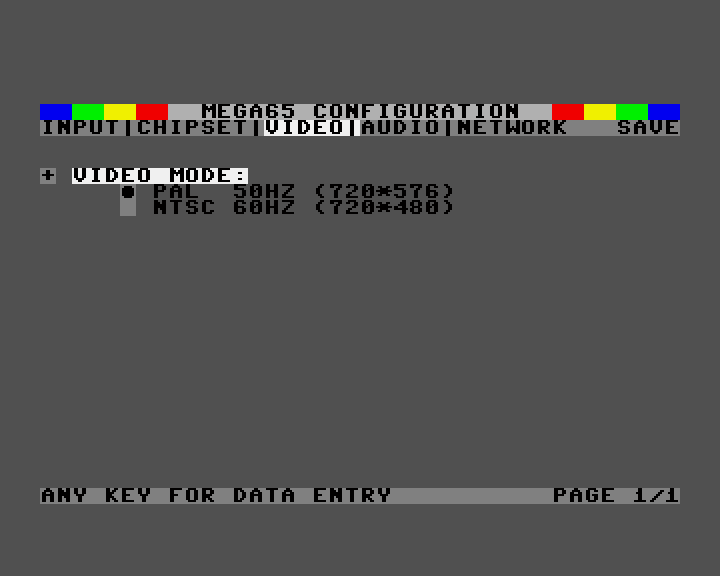 MEGA65 CONFIGURATION
INPUT|CHIPSET|VIDEO|AUDIO|NETWORK SAVE
+ VIDEO MODE:
PAL 50HZ (720*576)
NTSC 60HZ (720*480)
ANY KEY FOR DATA ENTRY PAGE 1/1